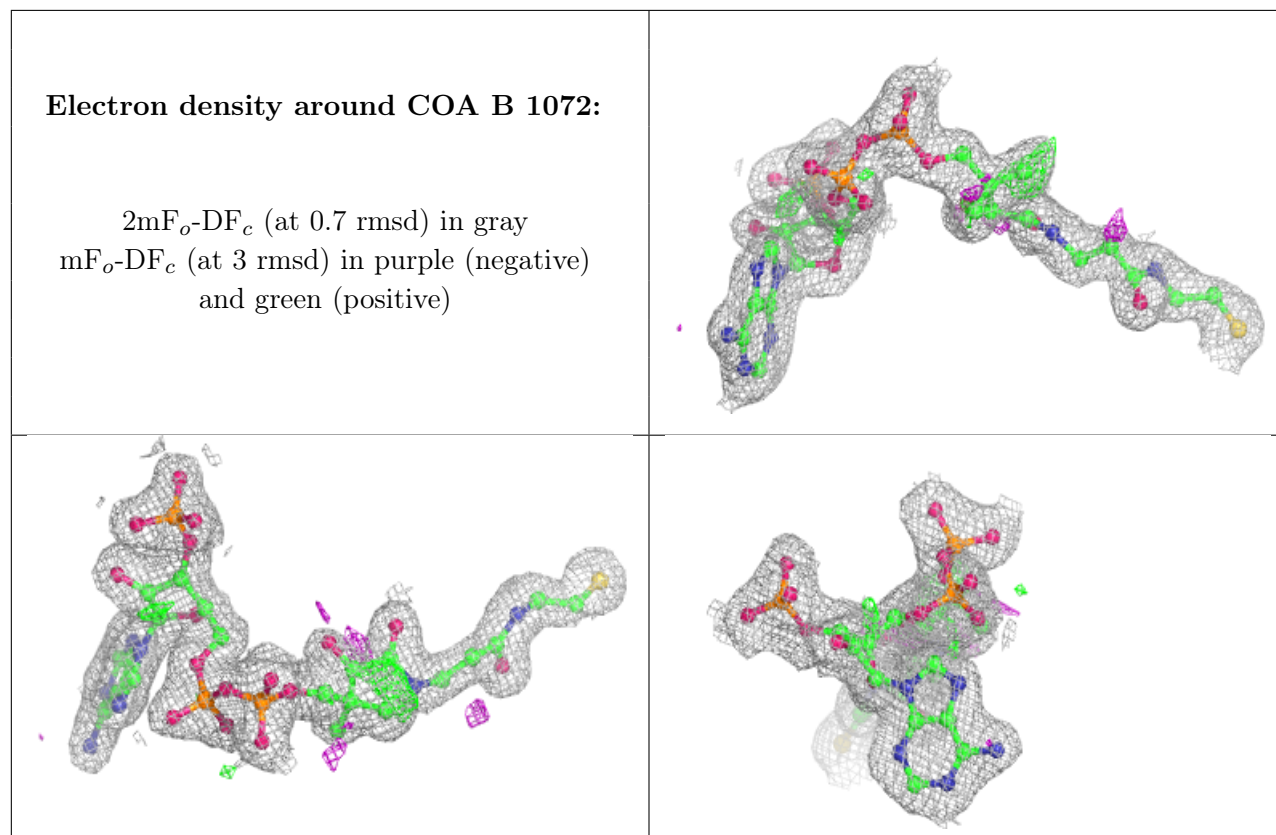 Electron density around COA B 1072:
2mFo-DFc (at 0.7 rmsd) in gray
mFo-DFc (at 3 rmsd) in purple (negative)
and green (positive)